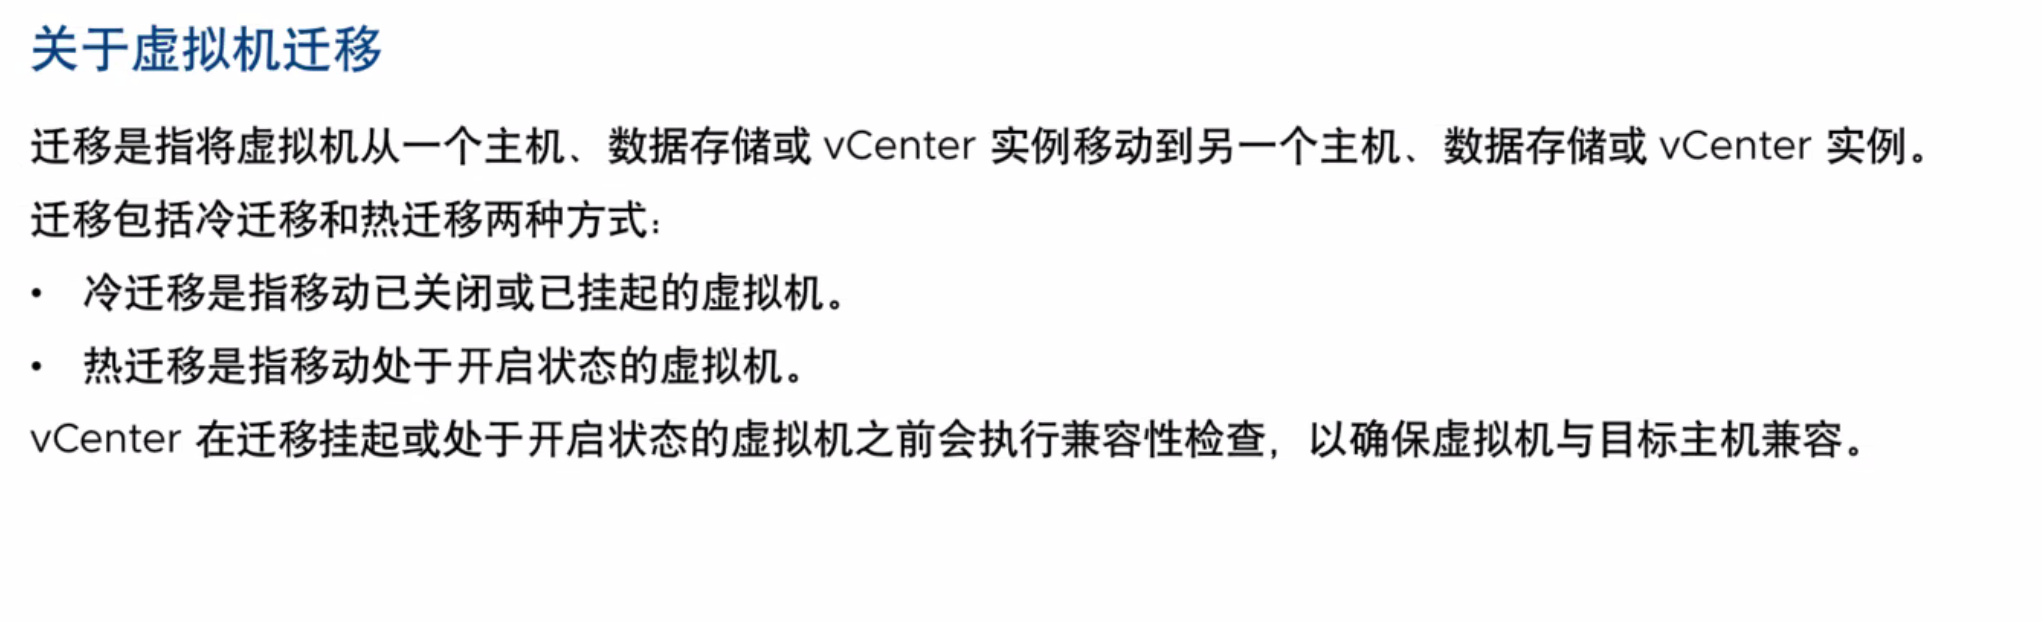 关于虚拟机迁移
迁移是指将虚拟机从一个主机、数据存储或 vCenter 实例移动到另一个主机、数据存储或 vCenter 实例。
迁移包括冷迁移和热迁移两种方式：
• 冷迁移是指移动已关闭或已挂起的虚拟机。
• 热迁移是指移动处于开启状态的虚拟机。
vCenter 在迁移挂起或处于开启状态的虚拟机之前会执行兼容性检查，以确保虚拟机与目标主机兼容。